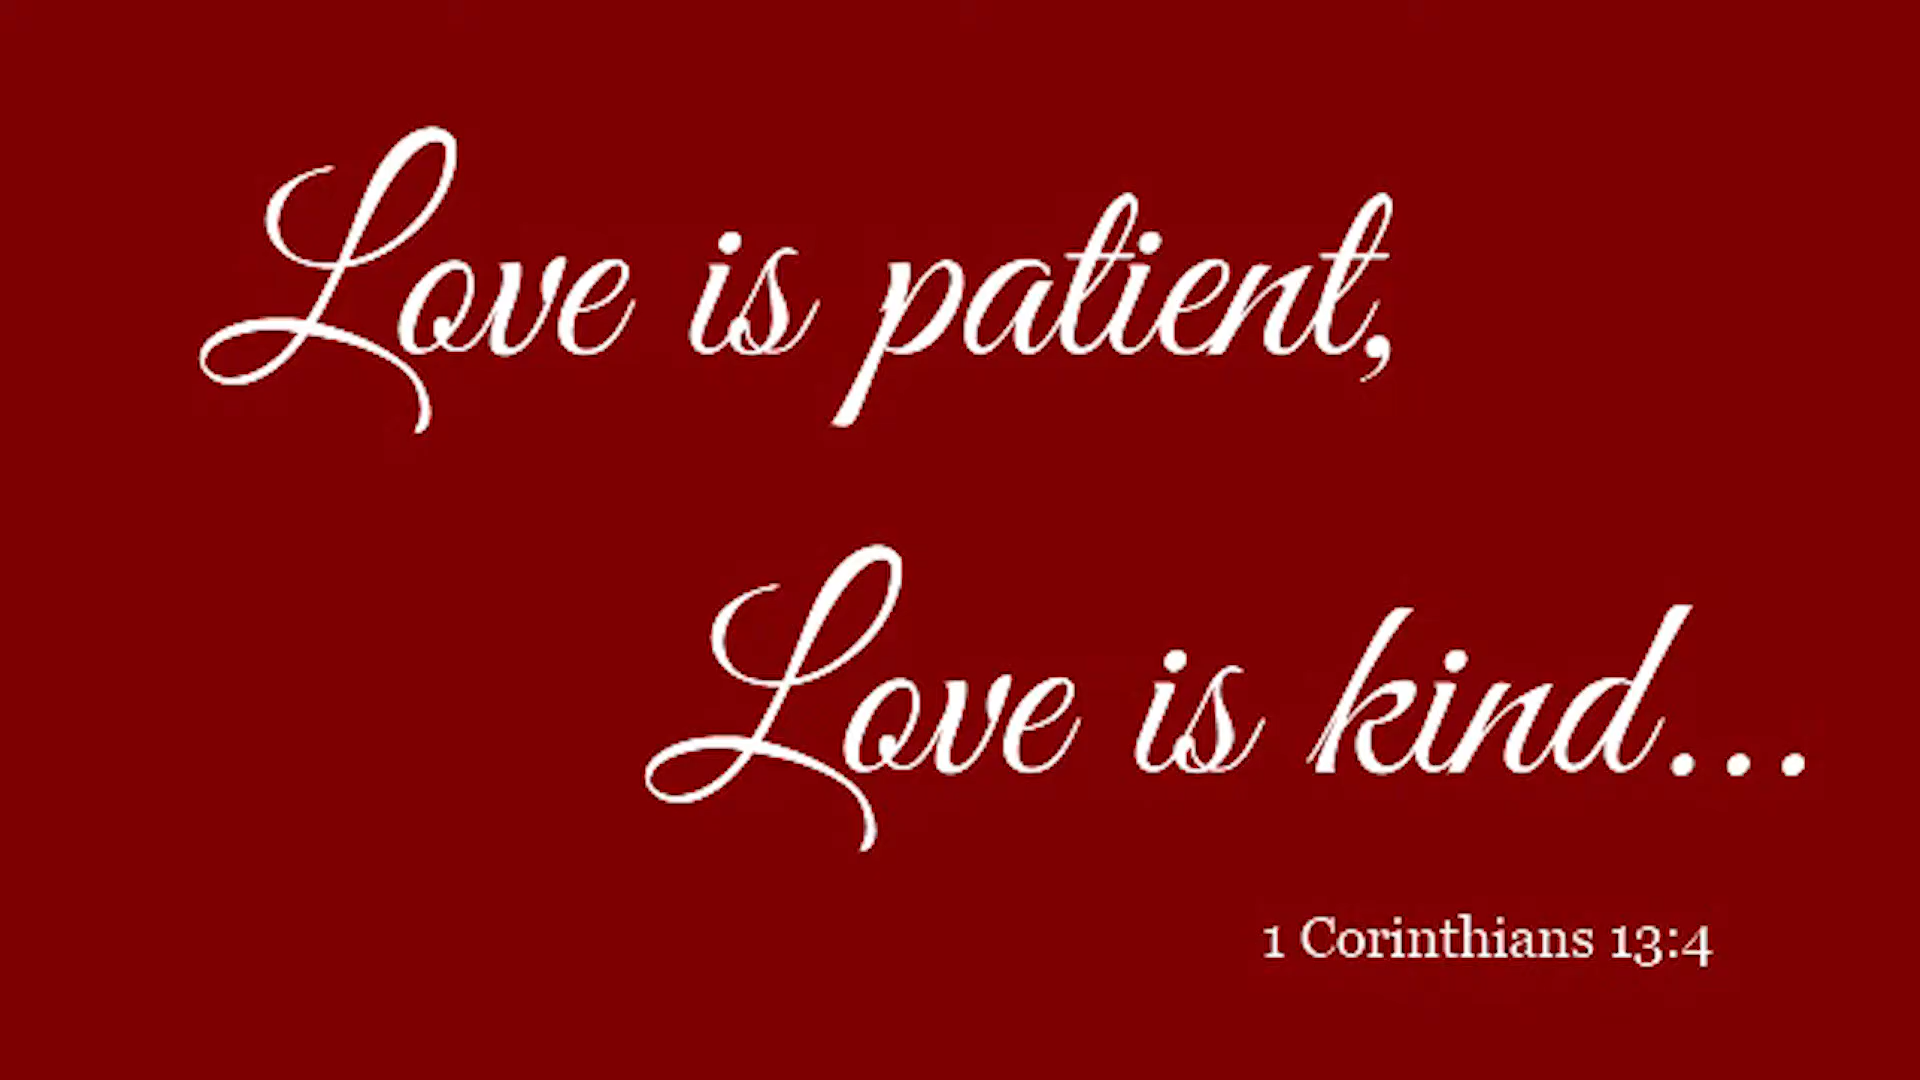 Love is patient,
Love is kind...
1 Corinthians 13:4